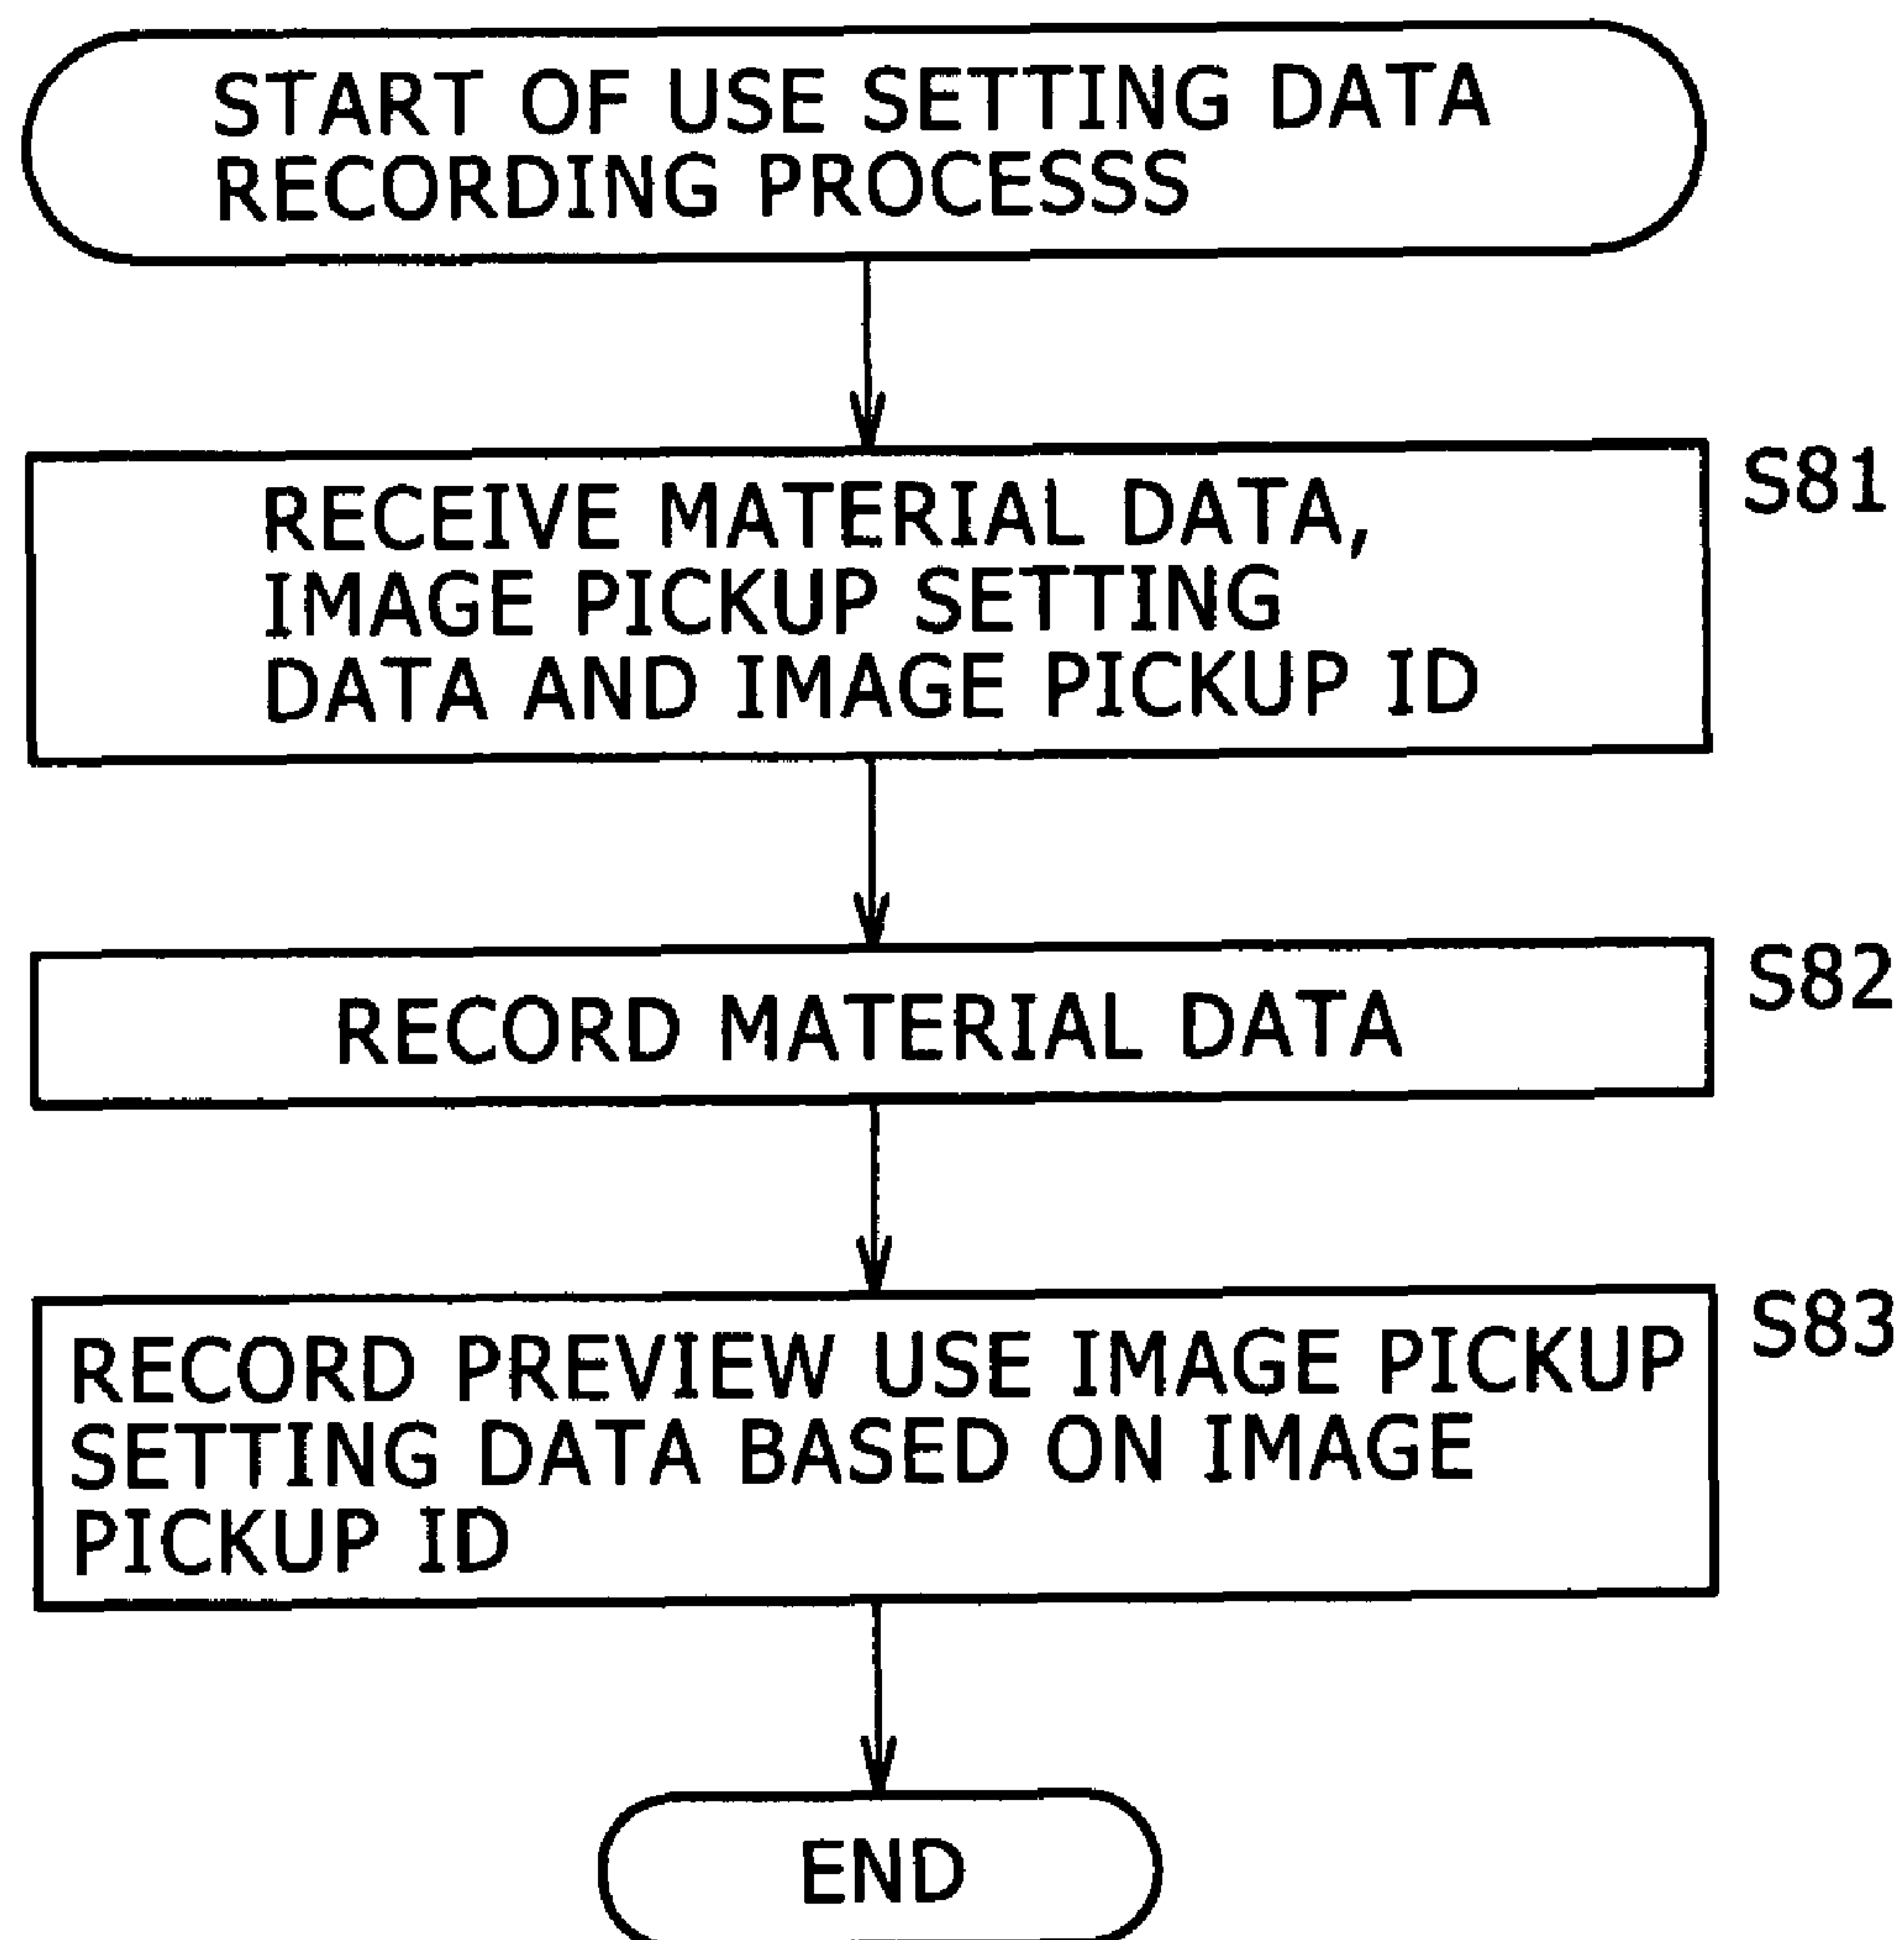 START OF USE SETTING DATA
RECORDING PROCESSS
S81
RECEIVE MATERIAL DATA,
IMAGE PICKUP SETTING
DATA AND IMAGE PICKUP ID
S82
RECORD MATERIAL DATA
S83
RECORD PREVIEW USE IMAGE PICKUP
SETTING DATA BASED ON IMAGE
PICKUP ID
END